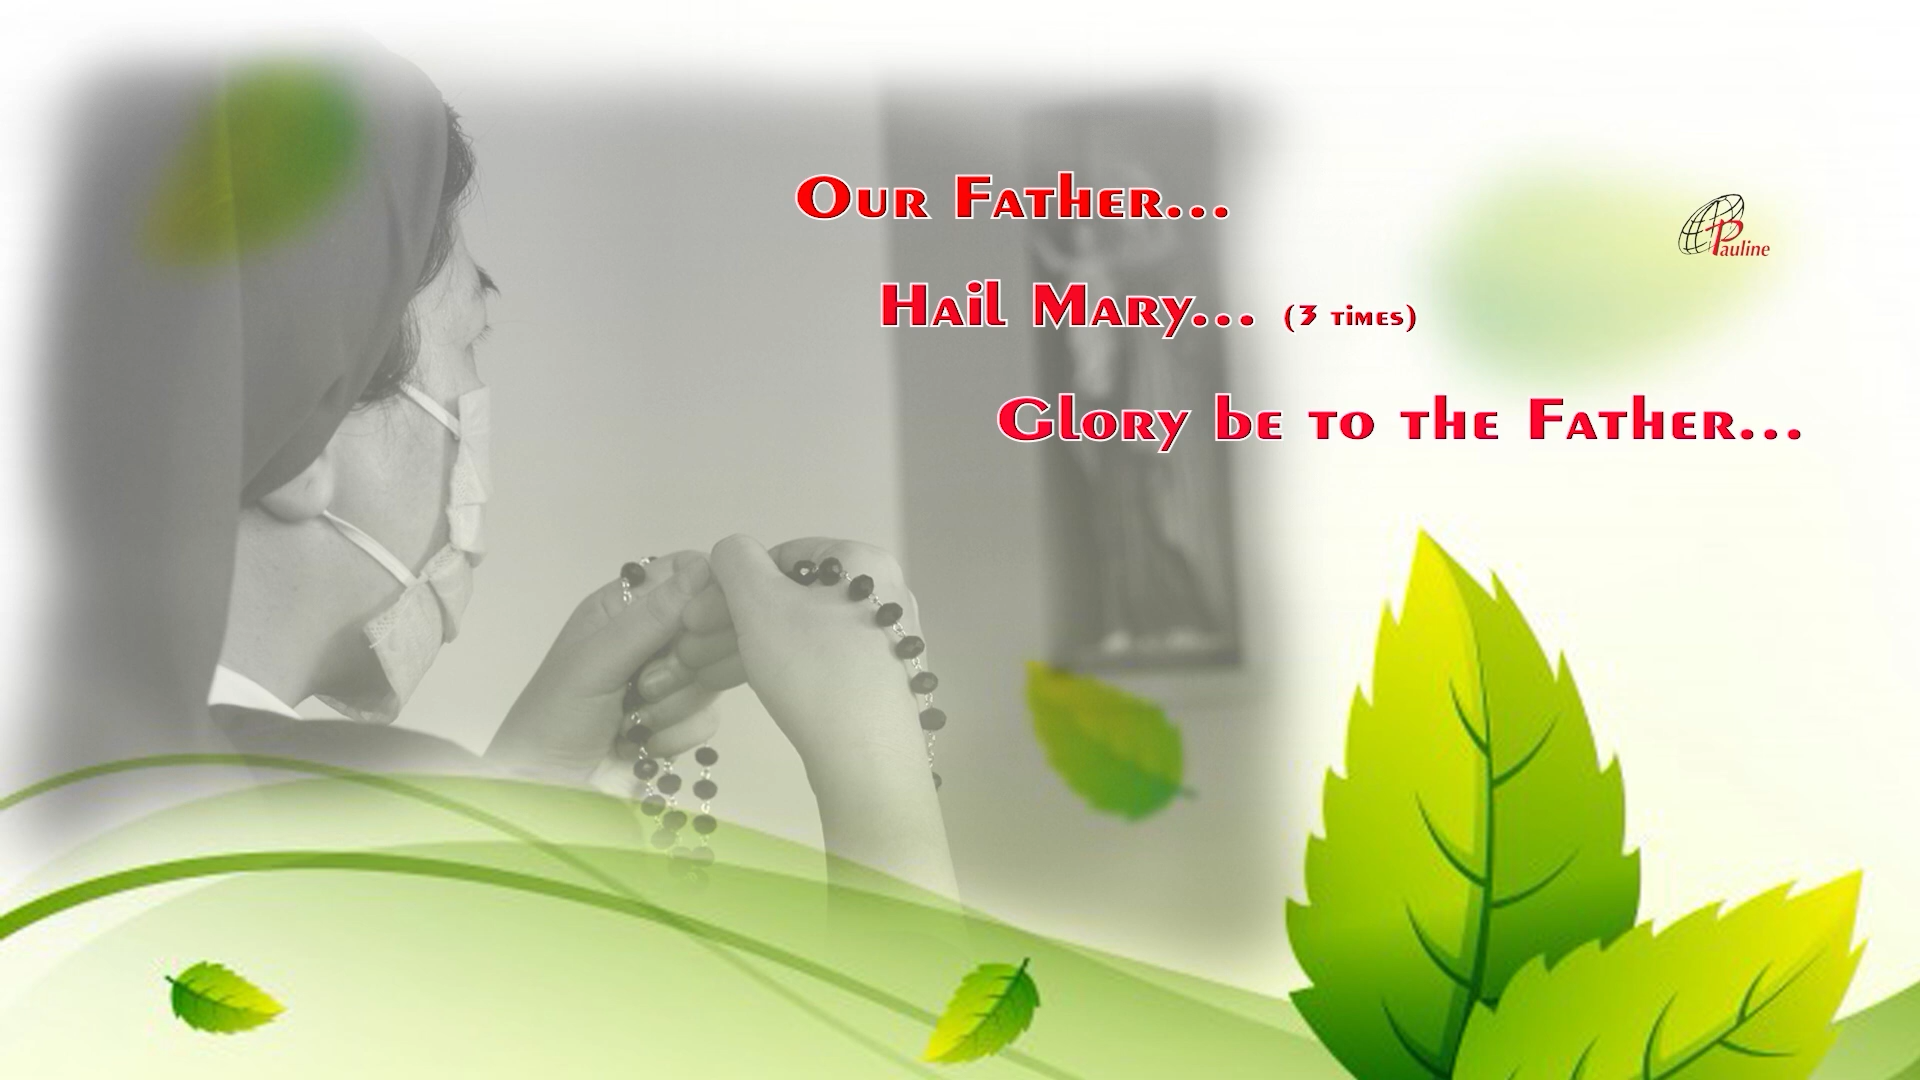 Our Father...
Hail Mary... (3 times)
Glory be to the Father...
Pauline